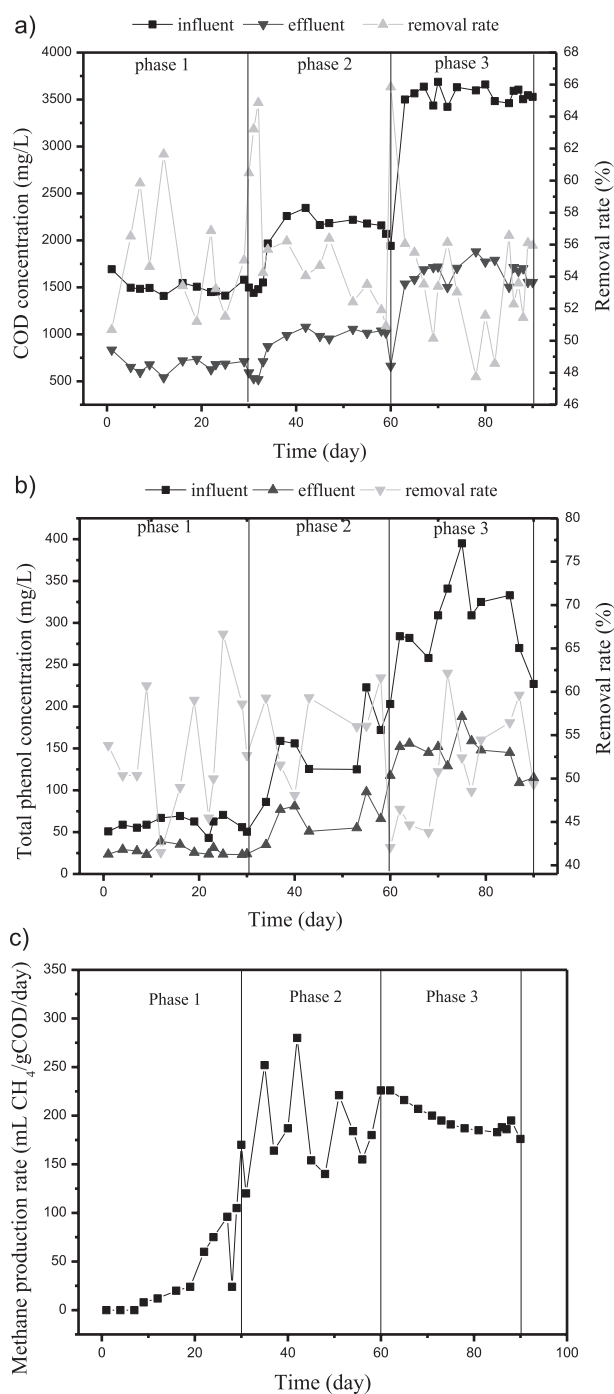 a)
influent effluent removal rate
phase 1 phase 2 phase 3
COD concentration (mg/L)
4000
3500
3000
2500
2000
1500
1000
500
68
66
64
62
60
58
56
54
52
50
48
46
Removal rate (%)
0 20 40 60 80
Time (day)
b)
influent effluent removal rate
phase 1 phase 2 phase 3
Total phenol concentration (mg/L)
400
350
300
250
200
150
100
50
0
80
75
70
65
60
55
50
45
40
Removal rate (%)
0 20 40 60 80
Time (day)
c)
Phase 1 Phase 2 Phase 3
Methane production rate (mL CH4/gCOD/day)
350
300
250
200
150
100
50
0
0 20 40 60 80 100
Time (day)